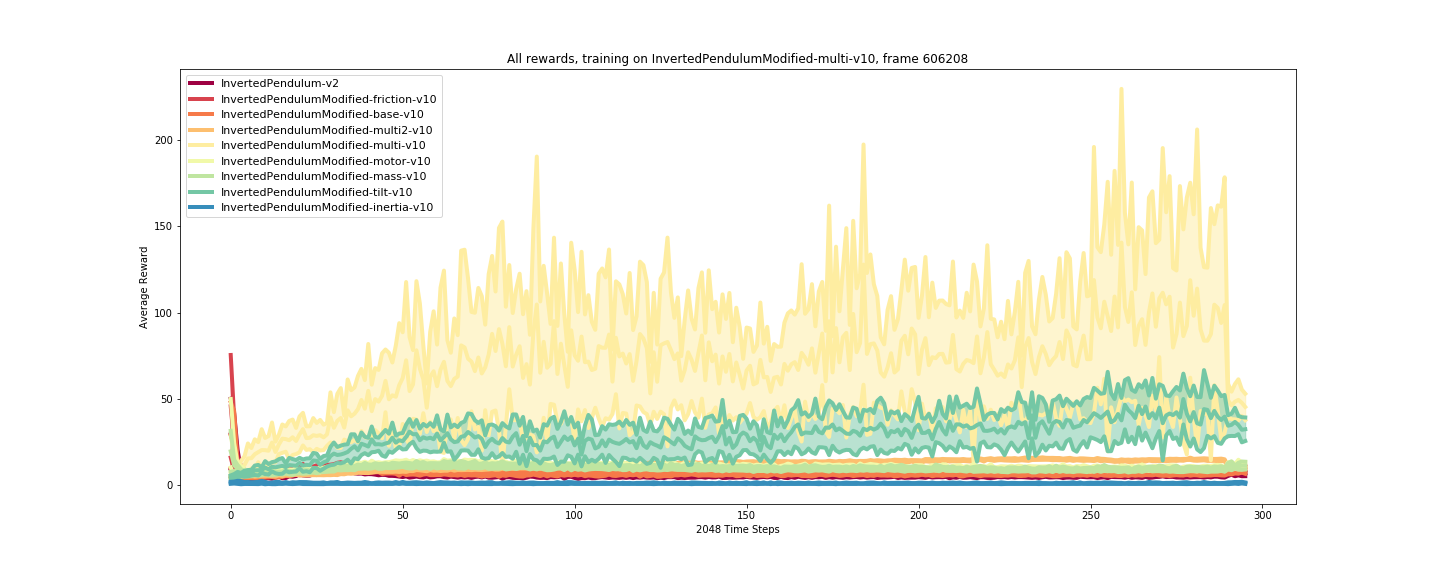 All rewards, training on InvertedPendulumModified-multi-v10, frame 606208
InvertedPendulum-v2
InvertedPendulumModified-friction-v10
InvertedPendulumModified-base-v10
InvertedPendulumModified-multi2-v10
InvertedPendulumModified-multi-v10
InvertedPendulumModified-motor-v10
InvertedPendulumModified-mass-v10
InvertedPendulumModified-tilt-v10
InvertedPendulumModified-inertia-v10
Average Reward
200
150
100
50
0
0 50 100 150 200 250 300
2048 Time Steps